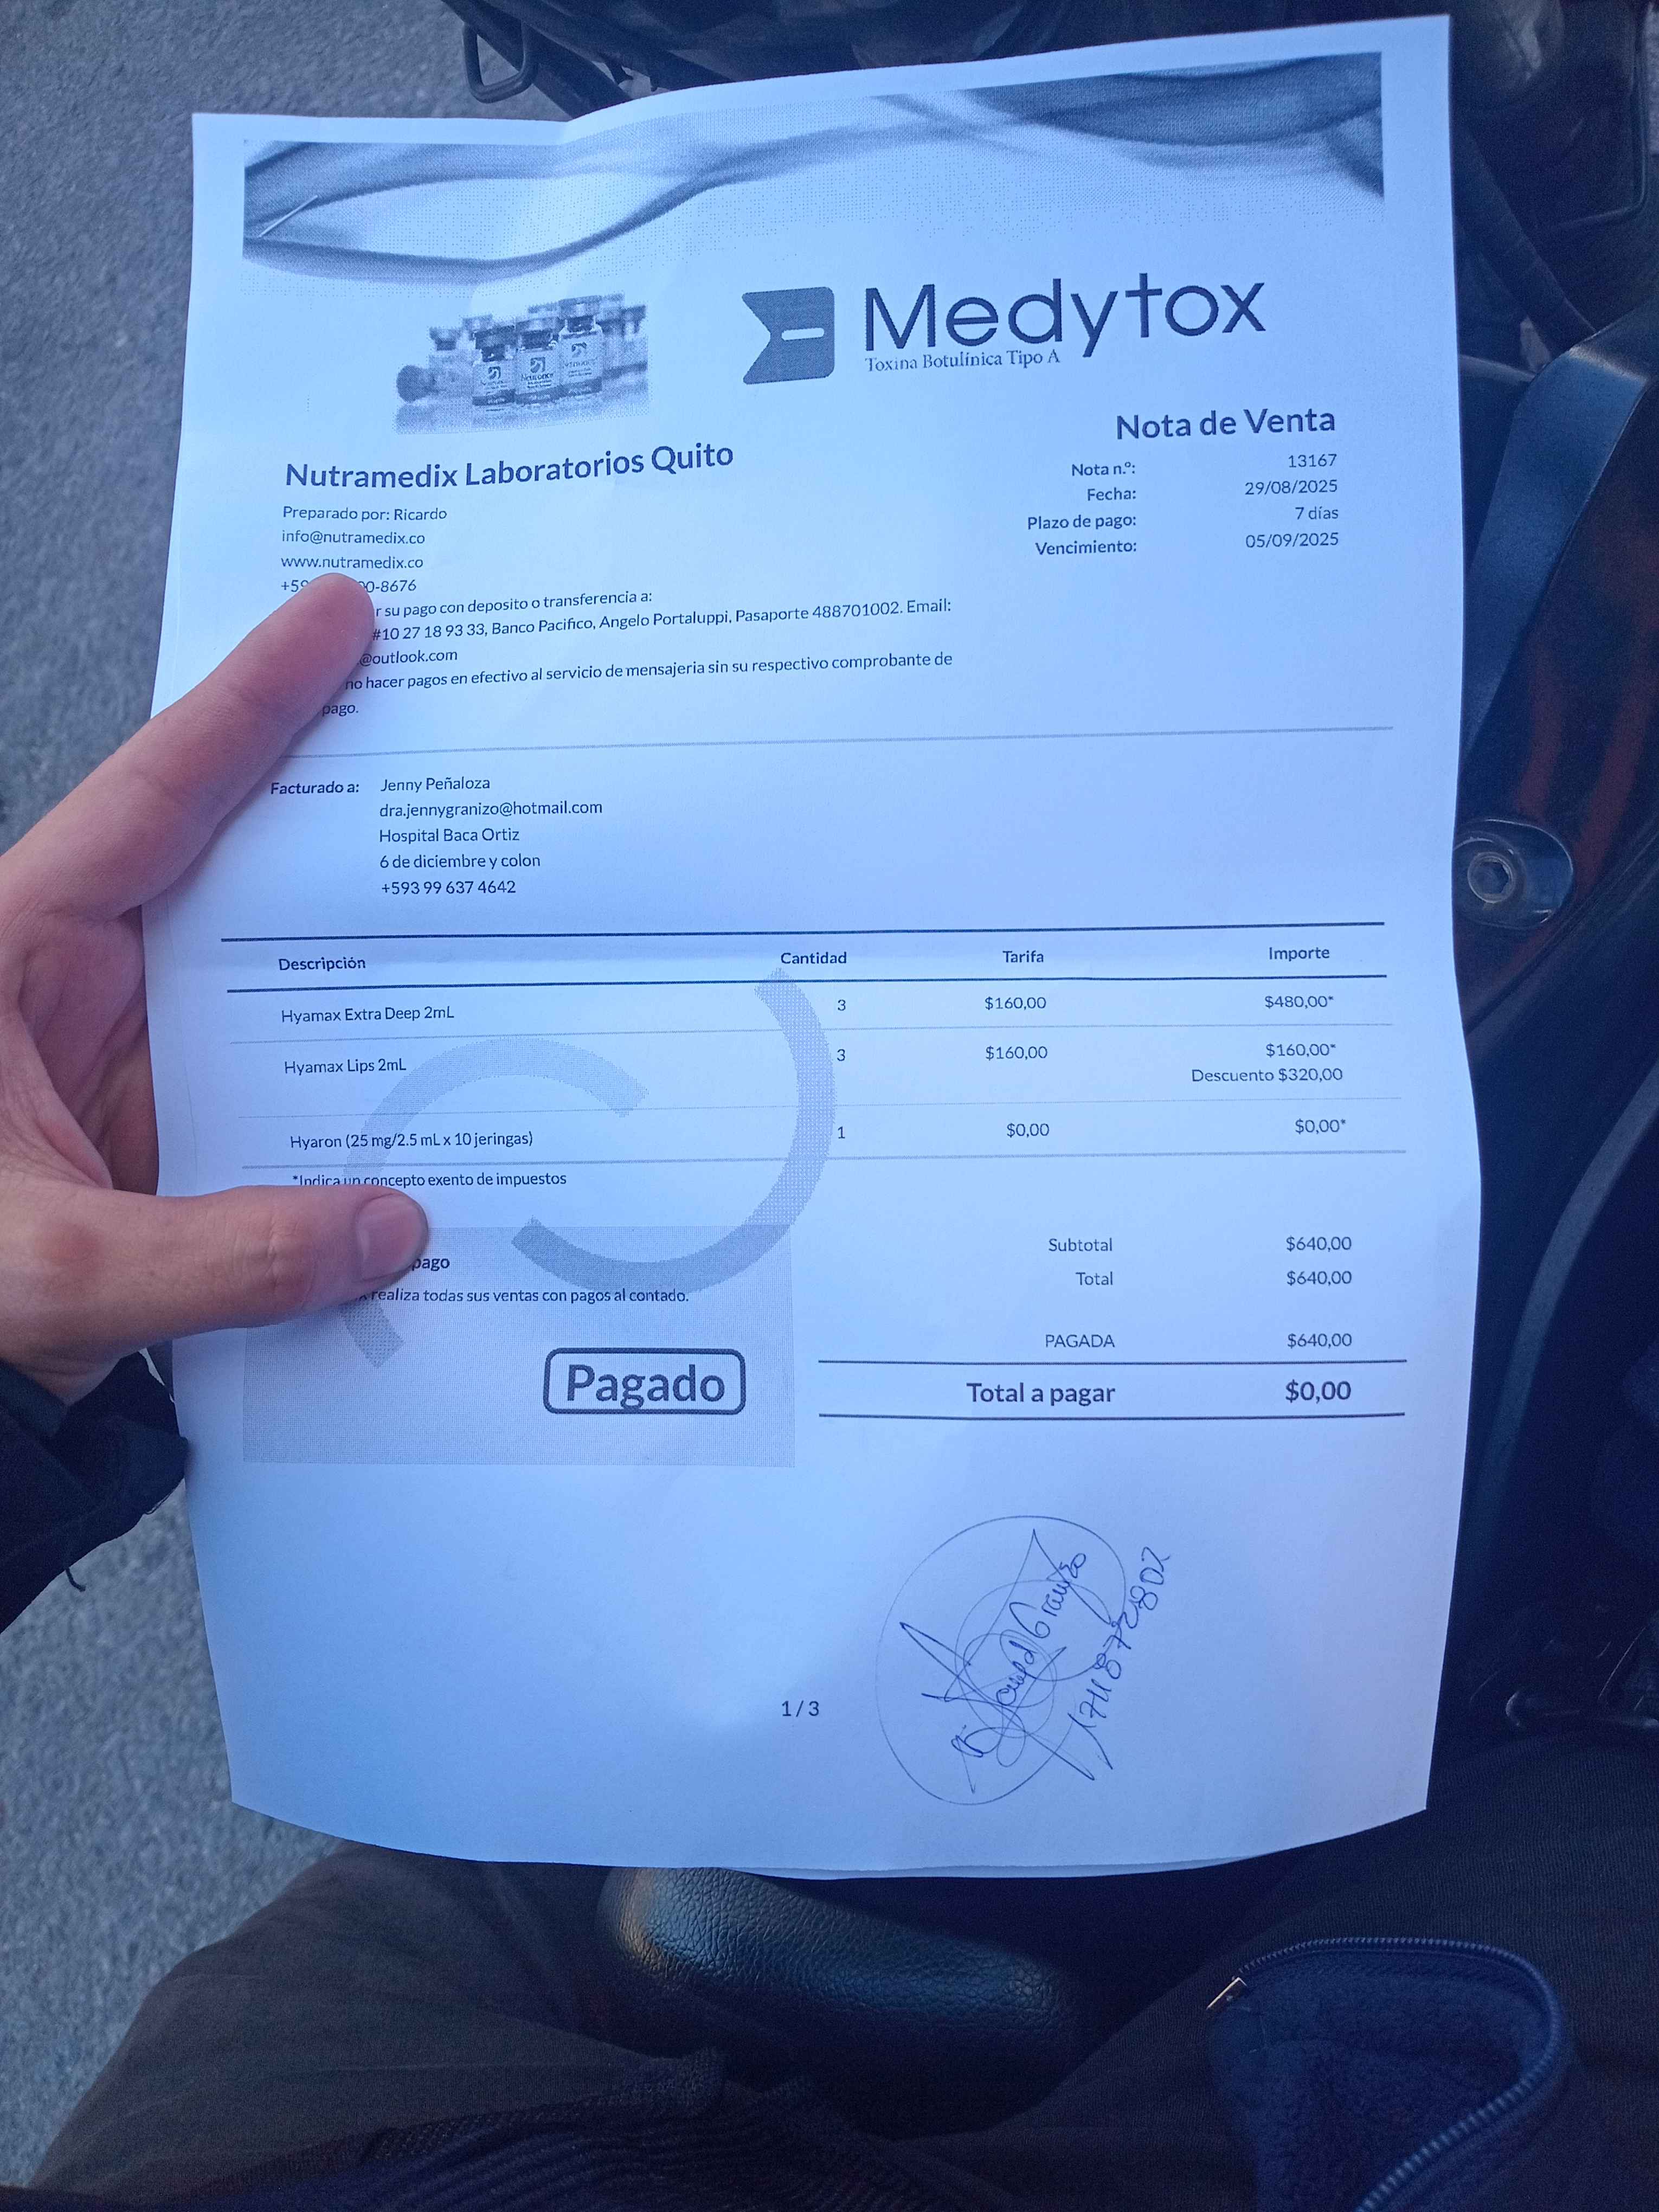 Medytox
Toxina Botulínica Tipo A
Nota de Venta
Nutramedix Laboratorios Quito
Nota n.º: 13167
Preparado por: Ricardo
Fecha: 29/08/2025
info@nutramedix.co
Plazo de pago: 7 días
www.nutramedix.co
Vencimiento: 05/09/2025
0-8676
su pago con deposito o transferencia a:
#10 27 18 93 33, Banco Pacifico, Angelo Portaluppi, Pasaporte 488701002. Email:
@outlook.com
no hacer pagos en efectivo al servicio de mensajeria sin su respectivo comprobante de
pago.
Facturado a: Jenny Peñaloza
dra.jennygranizo@hotmail.com
Hospital Baca Ortiz
6 de diciembre y colon
+593 99 637 4642
Descripción Cantidad Tarifa Importe
Hyamax Extra Deep 2mL 3 $160,00 $480,00*
Hyamax Lips 2mL 3 $160,00 $160,00*
Descuento $320,00
Hyaron (25 mg/2.5 mL x 10 jeringas) 1 $0,00 $0,00*
*Indica un concepto exento de impuestos
Subtotal $640,00
pago
Total $640,00
realiza todas sus ventas con pagos al contado.
PAGADA $640,00
Pagado
Total a pagar $0,00
Granizo
1/3